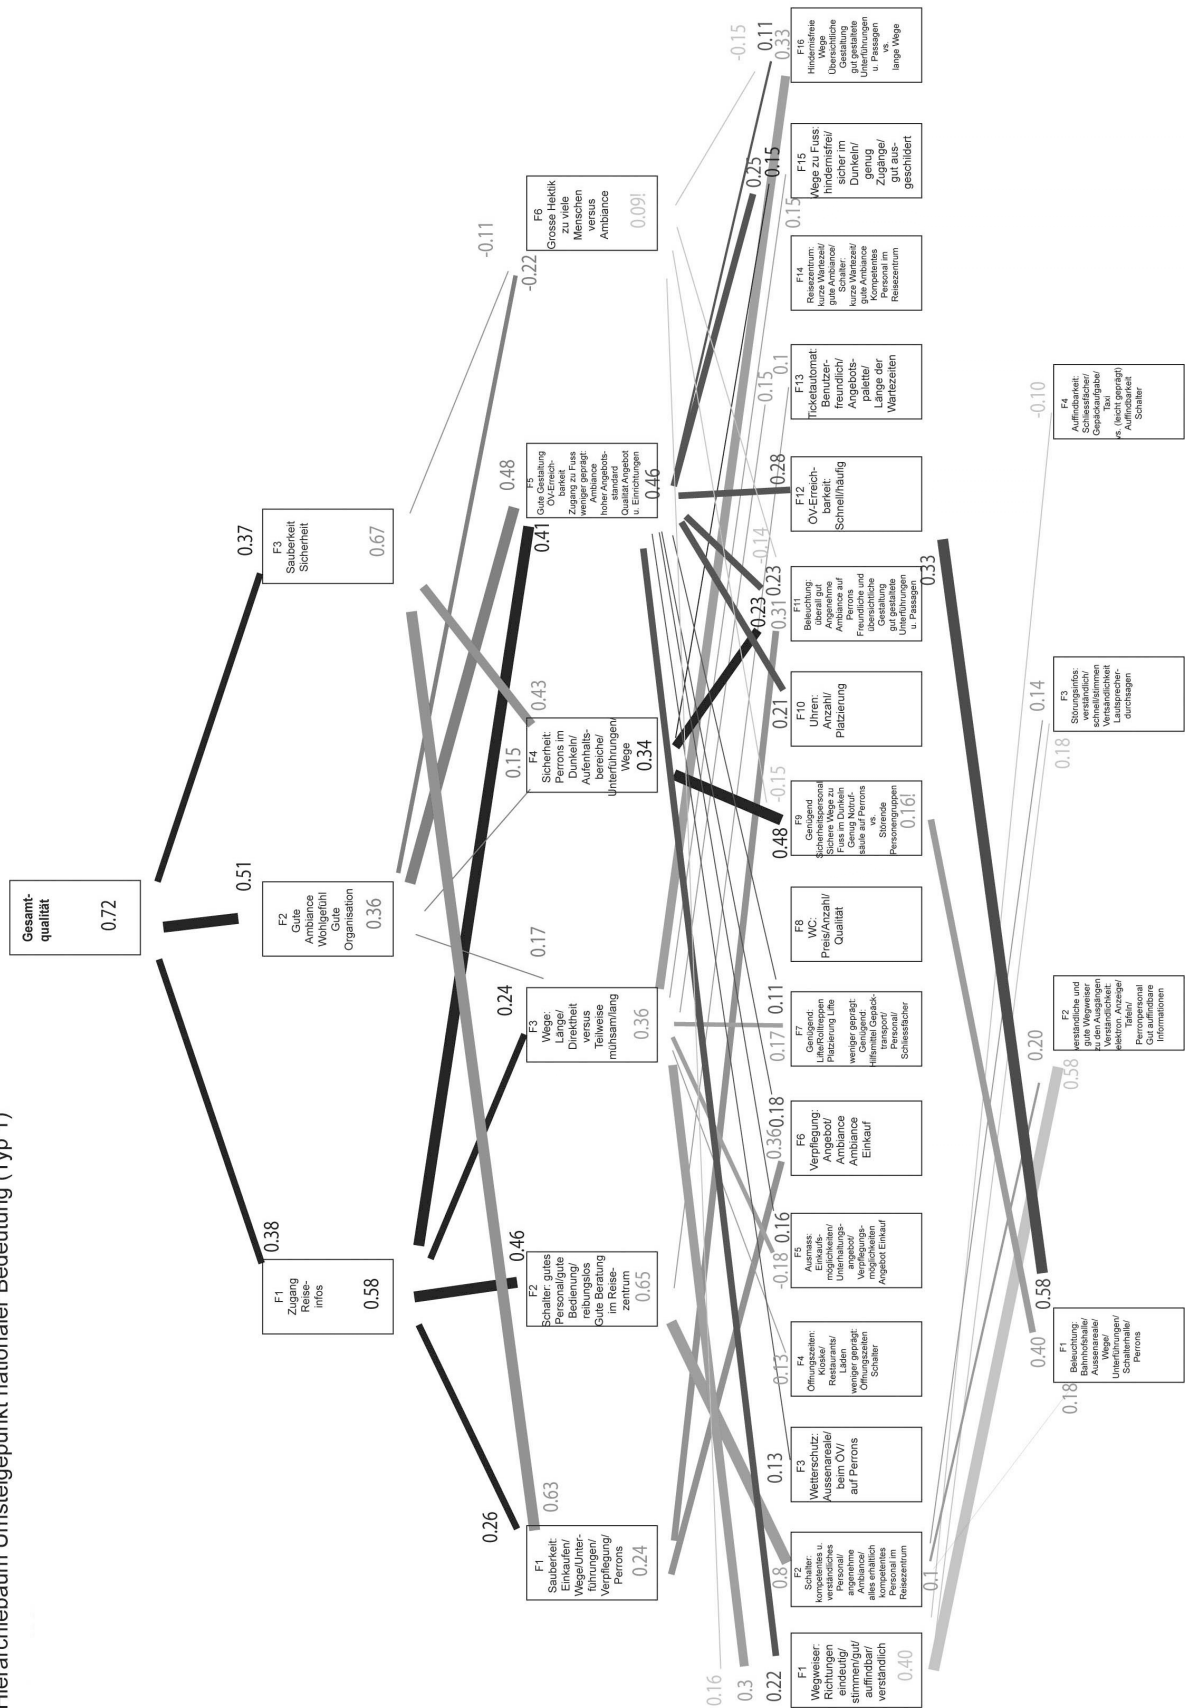 Hierarchiebaum Umsteigepunkt nationaler Bedeutung (Typ 1)
Gesamt-
qualität
0.72
0.38
0.51
0.37
F1
Zugang
Reise-
infos
0.58
F2
Gute
Ambiance
Wohlgefühl
Gute
Organisation
0.36
F3
Sauberkeit
Sicherheit
0.67
0.26
0.63
0.46
0.24
0.17
0.15
0.43
0.41
0.48
-0.22
-0.11
F1
Sauberkeit:
Einkaufen/
Wege/Unter-
führungen/
Verpflegung/
Perrons
0.24
F2
Schalter: gutes
Personal/gute
Bedienung/
reibungslos
Gute Beratung
im Reise-
zentrum
0.65
F3
Wege:
Länge/
Direktheit
versus
Teilweise
mühsam/lang
0.36
F4
Sicherheit:
Perrons im
Dunkeln/
Aufenhalts-
bereiche/
Unterführungen/
Wege
0.34
F5
Gute Gestaltung
ÖV-Erreich-
barkeit
Zugang zu Fuss
weniger geprägt:
Ambiance
hoher Angebots-
standard
Qualität Angebot
u. Einrichtungen
0.46
F6
Grosse Hektik
zu viele
Menschen
versus
Ambiance
0.09!
0.16
0.3
0.22
0.8
0.13
0.13
-0.18
0.16
0.36
0.18
0.17
0.11
0.48
-0.15
0.21
0.23
0.31
0.23
-0.14
0.28
0.15
0.1
0.25
0.15
0.15
-0.15
0.11
0.33
F1
Wegweiser:
Richtungen
eindeutig/
stimmen/gut/
auffindbar/
verständlich
0.40
F2
Schalter:
kompetentes u.
verständliches
Personal/
angenehme
Ambiance/
alles erhältlich
kompetentes
Personal im
Reisezentrum
F3
Wetterschutz:
Aussenareale/
beim ÖV/
auf Perrons
F4
Öffnungszeiten:
Kioske/
Restaurants/
Läden
weniger geprägt:
Öffnungszeiten
Schalter
F5
Ausmass:
Einkaufs-
möglichkeiten/
Unterhaltungs-
angebot/
Verpflegungs-
möglichkeiten
Angebot Einkauf
F6
Verpflegung:
Angebot/
Ambiance
Ambiance
Einkauf
F7
Genügend:
Lifte/Rolltreppen
Platzierung Lifte
weniger geprägt:
Genügend:
Hilfsmittel Gepäck-
transport/
Personal/
Schliessfächer
F8
WC:
Preis/Anzahl/
Qualität
F9
Genügend
Sicherheitspersonal
Sichere Wege zu
Fuss im Dunkeln
Genug Notruf-
säule auf Perrons
vs.
Störende
Personengruppen
0.16!
F10
Uhren:
Anzahl/
Platzierung
F11
Beleuchtung:
überall gut
Angenehme
Ambiance auf
Perrons
Freundliche und
übersichtliche
Gestaltung
gut gestaltete
Unterführungen
u. Passagen
F12
ÖV-Erreich-
barkeit:
Schnell/häufig
F13
Ticketautomat:
Benutzer-
freundlich/
Angebots-
palette/
Länge der
Wartezeiten
F14
Reisezentrum:
kurze Wartezeit/
gute Ambiance/
Schalter:
kurze Wartezeit/
gute Ambiance
Kompetentes
Personal im
Reisezentrum
F15
Wege zu Fuss:
hindernisfrei/
sicher im
Dunkeln/
genug
Zugänge/
gut aus-
geschildert
F16
Hindernisfreie
Wege
Übersichtliche
Gestaltung
gut gestaltete
Unterführungen
u. Passagen
vs.
lange Wege
0.1
0.33
0.18
0.40
0.58
0.58
0.20
0.18
0.14
-0.10
F1
Beleuchtung:
Bahnhofshalle/
Aussenareale/
Wege/
Unterführungen/
Schalterhalle/
Perrons
F2
verständliche und
gute Wegweiser
zu den Ausgängen
Verständlichkeit:
elektron. Anzeige/
Tafeln/
Perronpersonal
Gut auffindbare
Informationen
F3
Störungsinfos:
verständlich/
schnell/stimmen
Vertsändlichkeit
Lautsprecher-
durchsagen
F4
Auffindbarkeit:
Schliessfächer/
Gepäckaufgabe/
Taxi
vs. (leicht geprägt)
Auffindbarkeit
Schalter